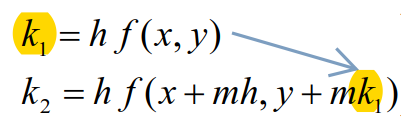 k₁ = h f(x, y)
k₂ = h f(x + mh, y + mk₁)